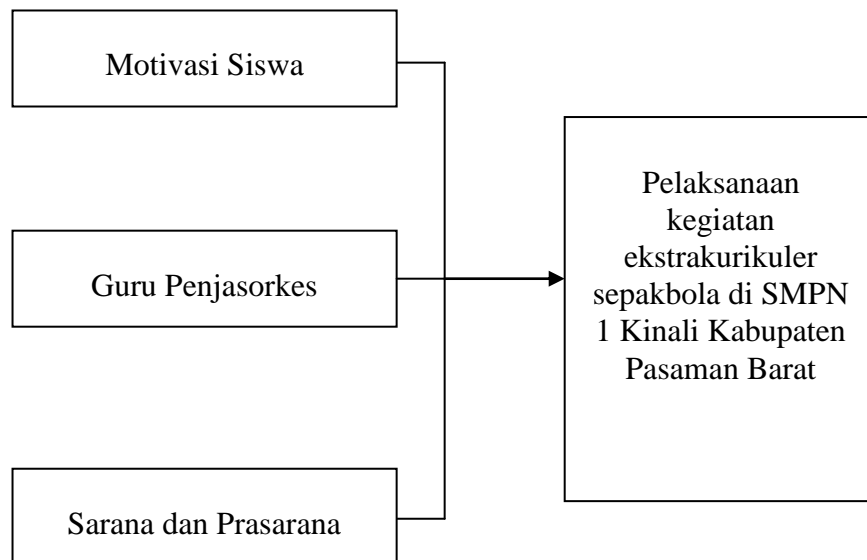 Motivasi Siswa
Guru Penjasorkes
Sarana dan Prasarana
Pelaksanaan
kegiatan
ekstrakurikuler
sepakbola di SMPN
1 Kinali Kabupaten
Pasaman Barat